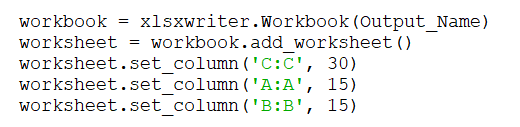 workbook = xlsxwriter.Workbook(Output_Name)
worksheet = workbook.add_worksheet()
worksheet.set_column('C:C', 30)
worksheet.set_column('A:A', 15)
worksheet.set_column('B:B', 15)